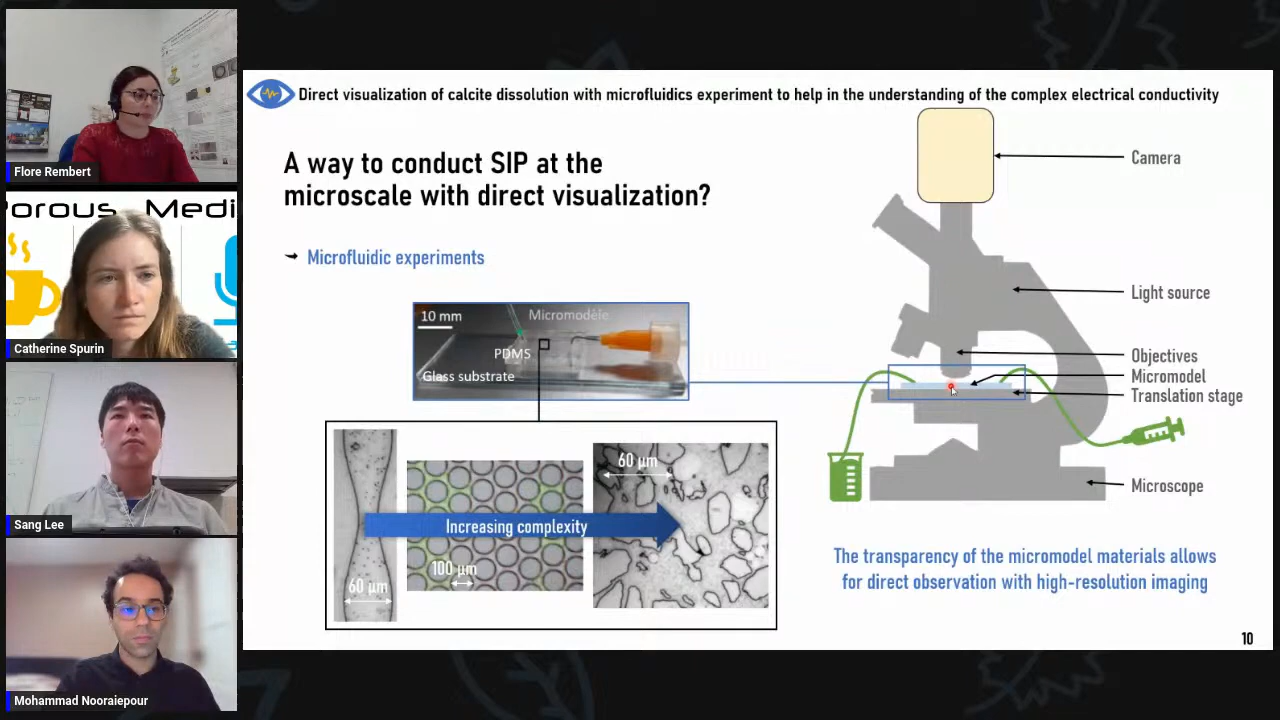 Flore Rembert
Porous Medi
Catherine Spurin
Sang Lee
Mohammad Nooraiepour
Direct visualization of calcite dissolution with microfluidics experiment to help in the understanding of the complex electrical conductivity
A way to conduct SIP at the
microscale with direct visualization?
Microfluidic experiments
10 mm
Micromodèle
PDMS
Glass substrate
60 µm
100 µm
60 µm
Increasing complexity
Camera
Light source
Objectives
Micromodel
Translation stage
Microscope
The transparency of the micromodel materials allows
for direct observation with high-resolution imaging
10